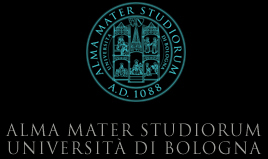 ALMA MATER STUDIORUM
A.D. 1088
ALMA MATER STUDIORUM
UNIVERSITÀ DI BOLOGNA